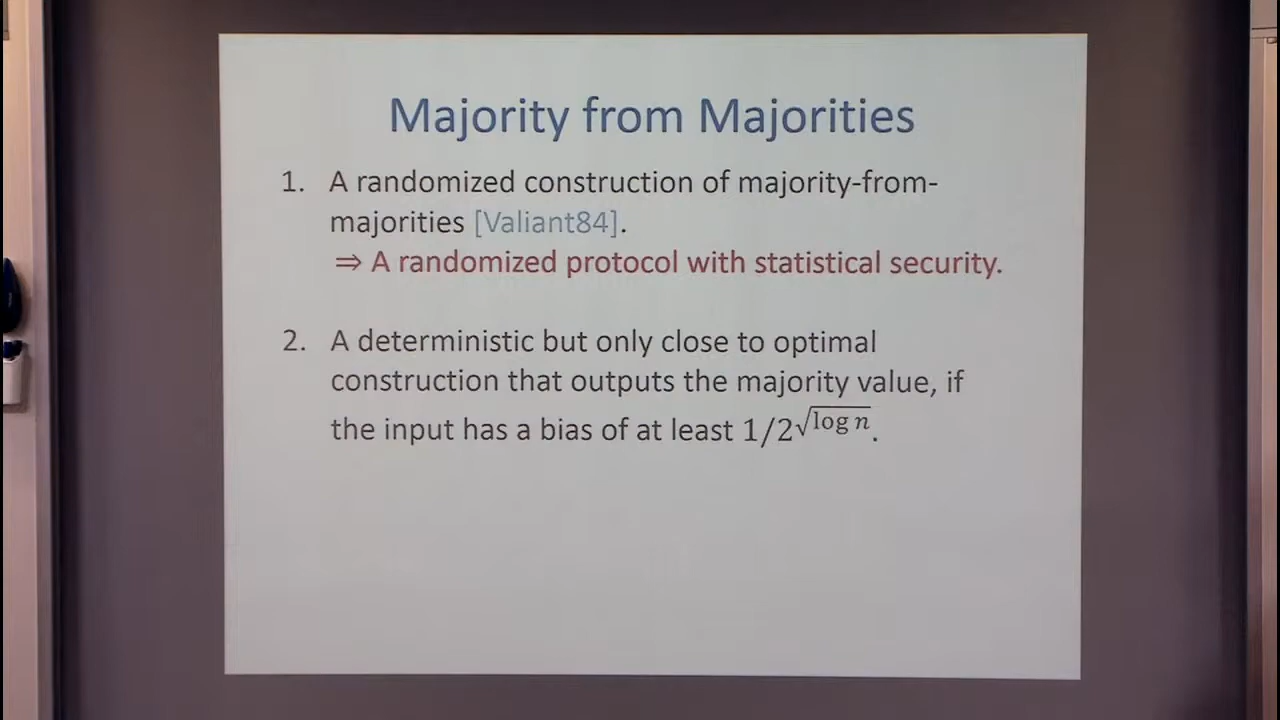 Majority from Majorities
1. A randomized construction of majority-from-
majorities [Valiant84].
⇒ A randomized protocol with statistical security.
2. A deterministic but only close to optimal
construction that outputs the majority value, if
the input has a bias of at least 1/2^√log n.